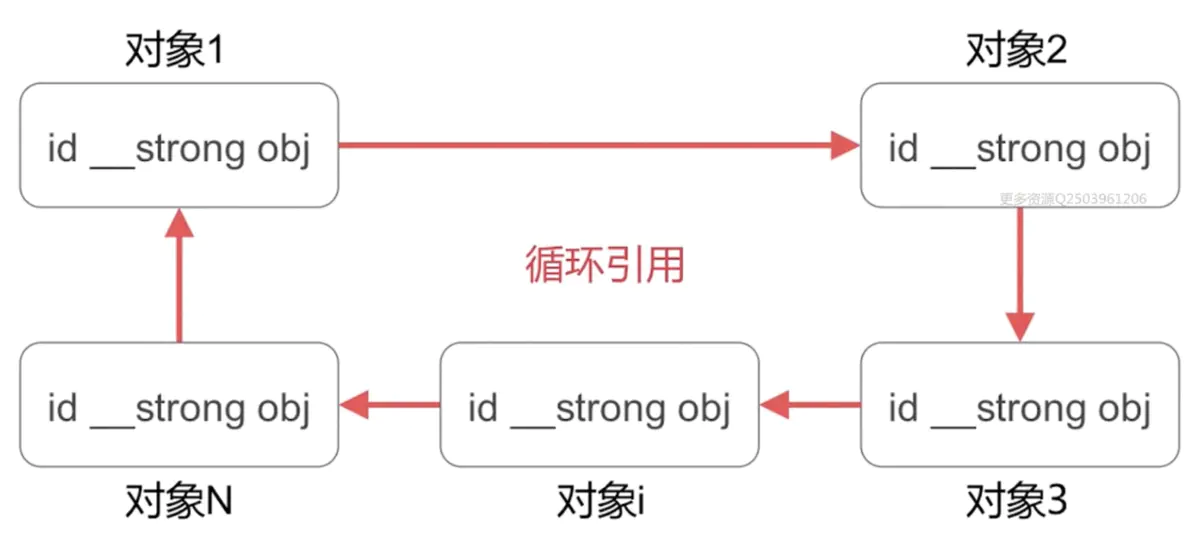 对象1
对象2
id __strong obj
id __strong obj
更多资源Q2503961206
循环引用
id __strong obj
id __strong obj
id __strong obj
对象N
对象i
对象3